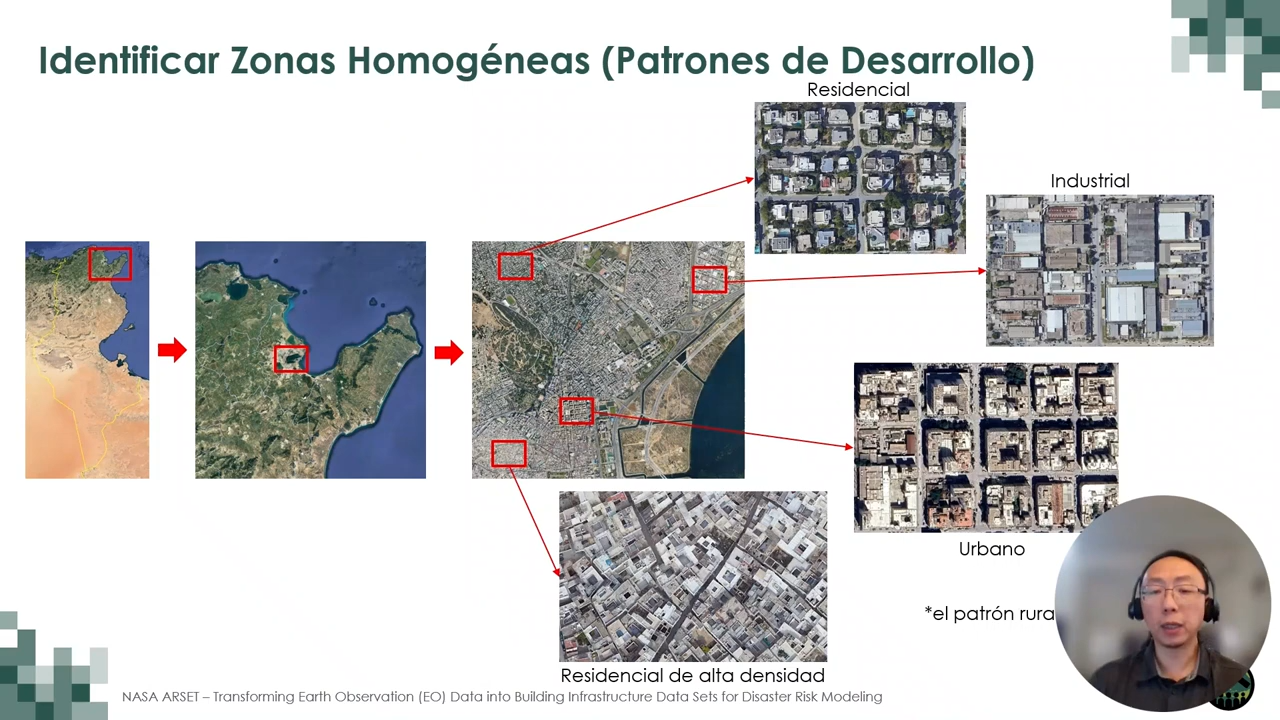 Identificar Zonas Homogéneas (Patrones de Desarrollo)
Residencial
Industrial
Urbano
*el patrón rura
Residencial de alta densidad
NASA ARSET – Transforming Earth Observation (EO) Data into Building Infrastructure Data Sets for Disaster Risk Modeling